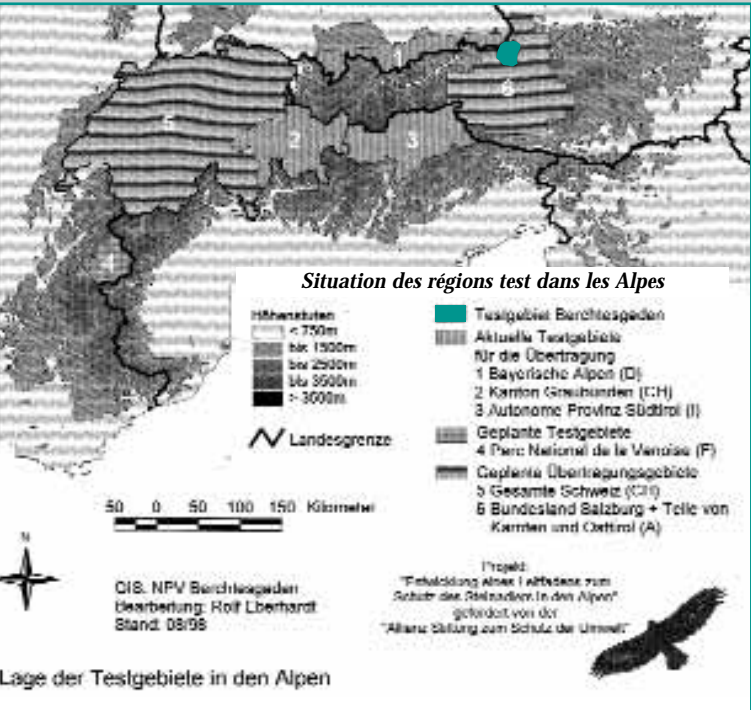 1
5
2
3
6
4
Situation des régions test dans les Alpes
Höhenstufen
< 750m
bis 1500m
bis 2500m
bis 3500m
> 3500m
Landesgrenze
Testgebiet Berchtesgaden
Aktuelle Testgebiete
für die Übertragung
1 Bayerische Alpen (D)
2 Kanton Graubünden (CH)
3 Autonome Provinz Südtirol (I)
Geplante Testgebiete
4 Parc National de la Vanoise (F)
Geplante Übertragungsgebiete
5 Gesamte Schweiz (CH)
6 Bundesland Salzburg + Teile von
Kärnten und Osttirol (A)
50 0 50 100 150 Kilometer
N
GIS: NPV Berchtesgaden
Bearbeitung: Rolf Eberhardt
Stand: 08/98
Projekt:
"Entwicklung eines Leitfadens zum
Schutz des Steinadlers in den Alpen"
gefördert von der
"Allianz Stiftung zum Schutz der Umwelt"
Lage der Testgebiete in den Alpen